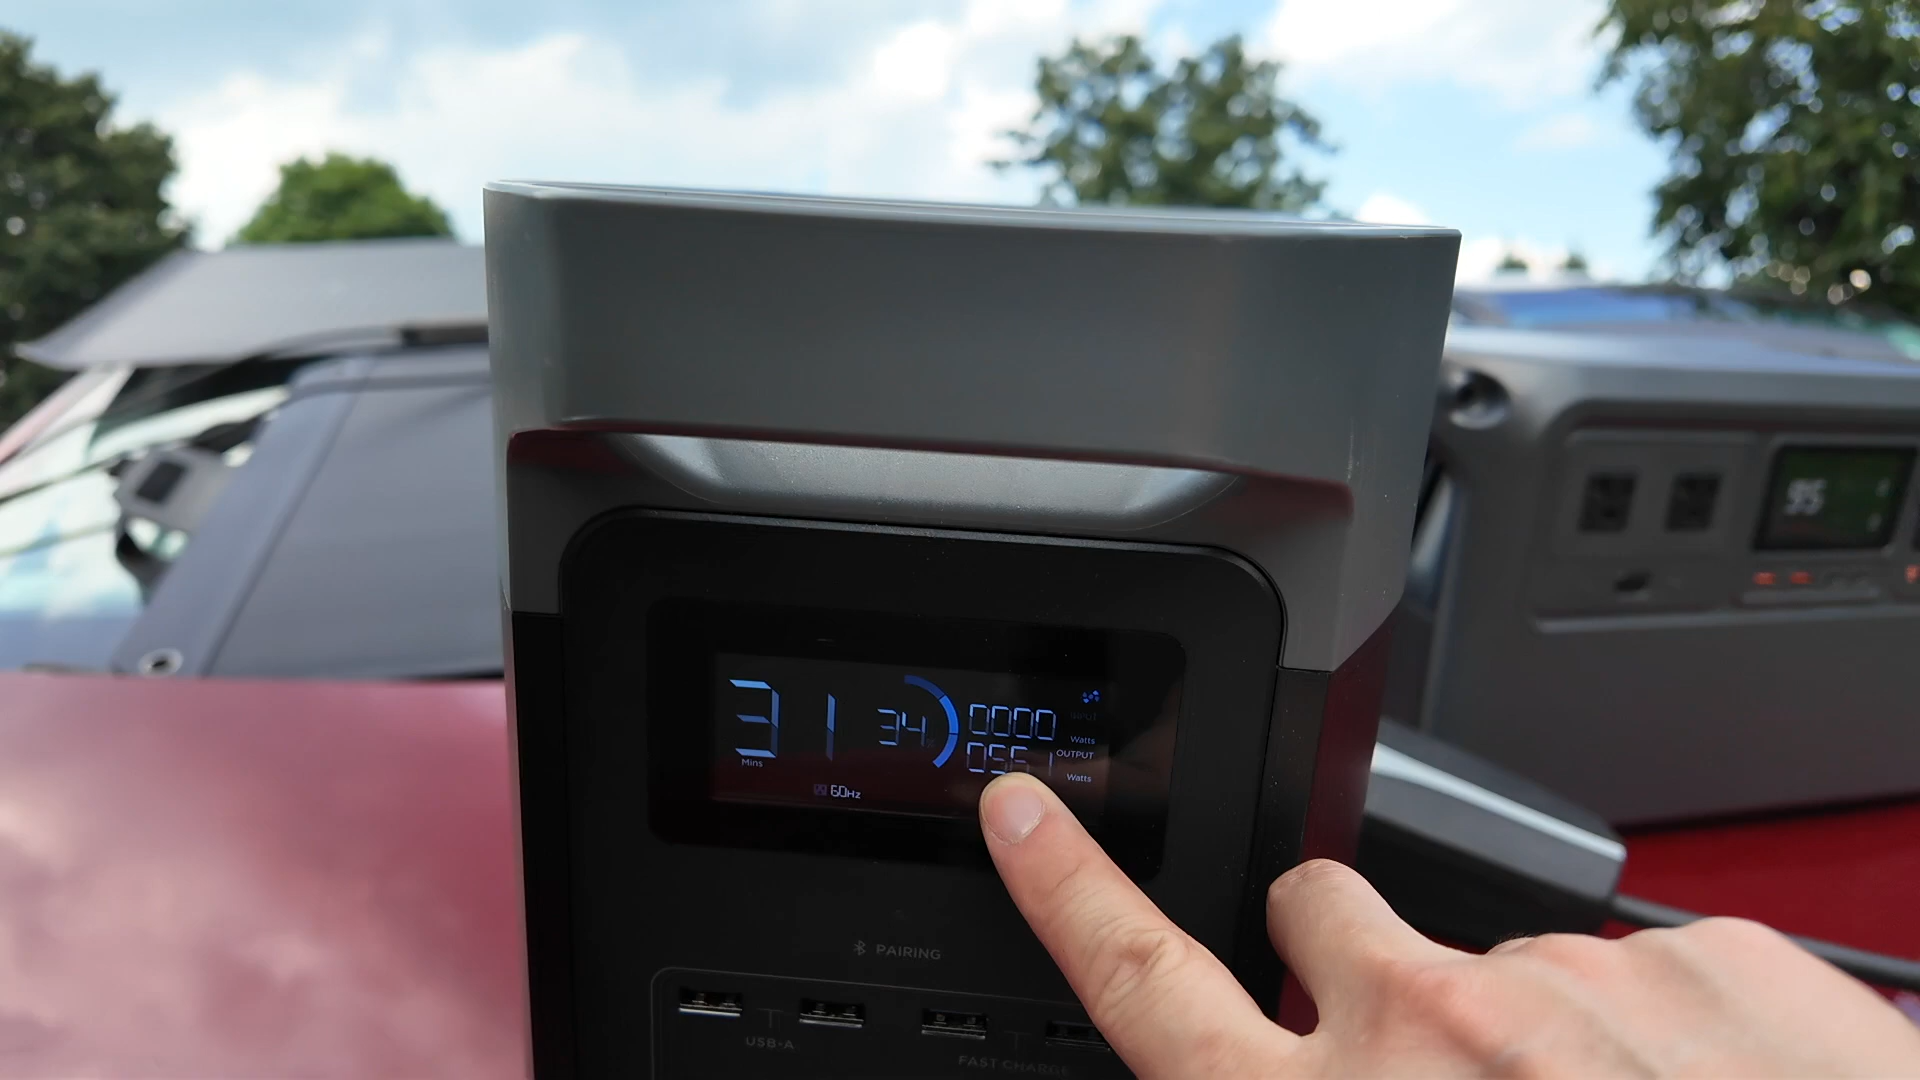 31
Mins
34
0000
INPUT
Watts
OUTPUT
Watts
60Hz
PAIRING
USB-A
FAST CHARGE
95